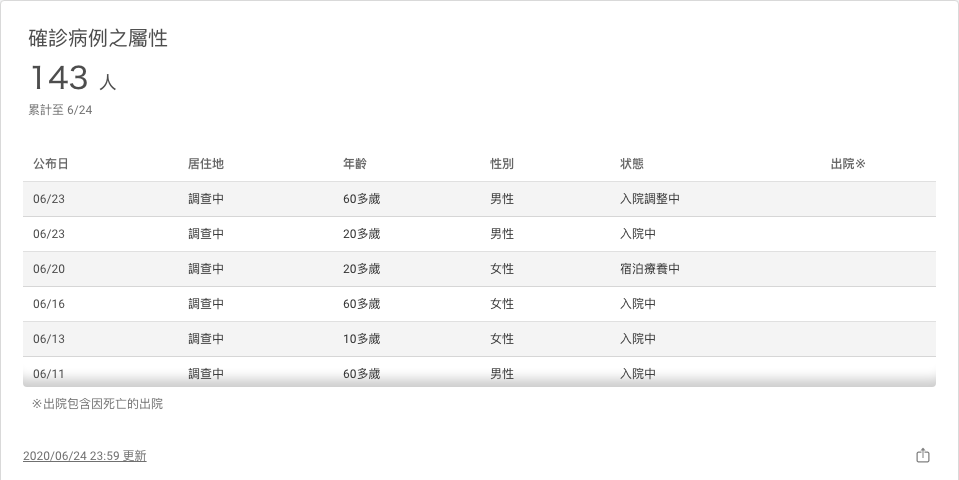 確診病例之屬性
143 人
累計至 6/24
公布日 居住地 年齡 性別 状態 出院※
06/23 調查中 60多歲 男性 入院調整中
06/23 調查中 20多歲 男性 入院中
06/20 調查中 20多歲 女性 宿泊療養中
06/16 調查中 60多歲 女性 入院中
06/13 調查中 10多歲 女性 入院中
06/11 調查中 60多歲 男性 入院中
※出院包含因死亡的出院
2020/06/24 23:59 更新